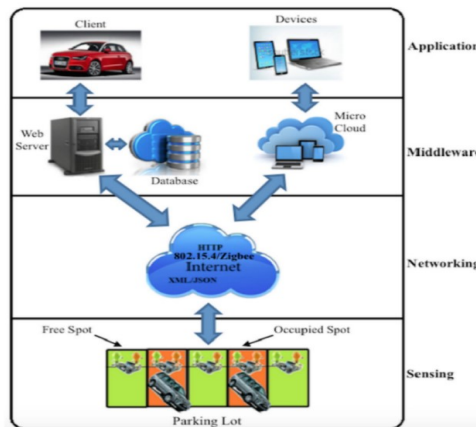 Client
Devices
Application
Web
Server
Database
Micro
Cloud
Middleware
HTTP
802.15.4/Zigbee
Internet
XML/JSON
Networking
Free Spot
Occupied Spot
Sensing
Parking Lot